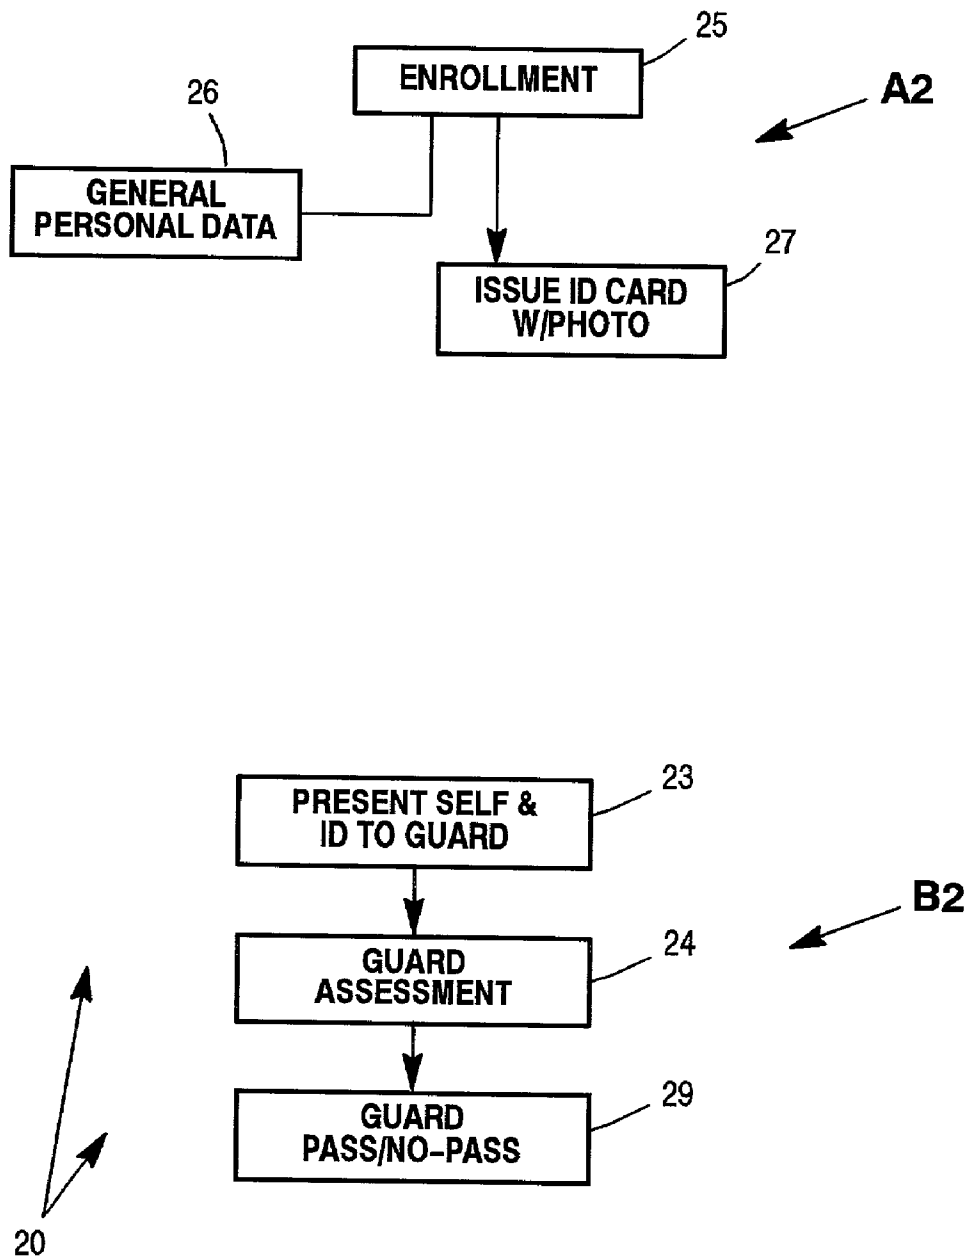 25
ENROLLMENT
A2
26
GENERAL
PERSONAL DATA
27
ISSUE ID CARD
W/PHOTO
23
PRESENT SELF &
ID TO GUARD
B2
24
GUARD
ASSESSMENT
29
GUARD
PASS/NO-PASS
20